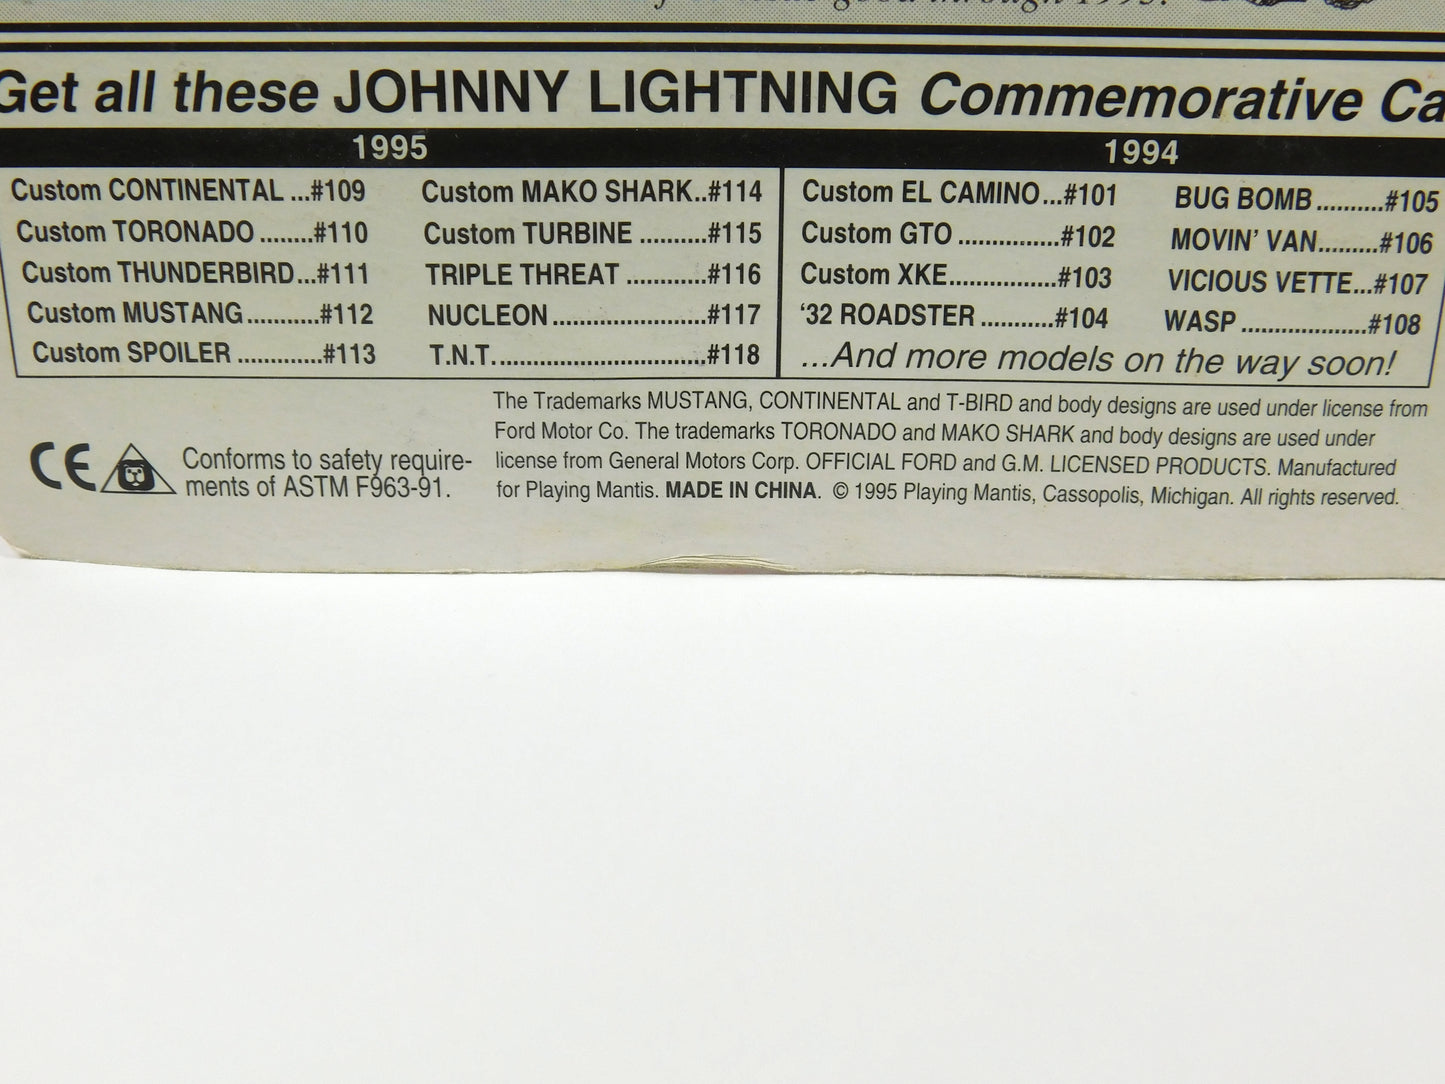 good through 1995.
Get all these JOHNNY LIGHTNING Commemorative Ca
1995
Custom CONTINENTAL ...#109
Custom TORONADO ........#110
Custom THUNDERBIRD...#111
Custom MUSTANG...........#112
Custom SPOILER .............#113
Custom MAKO SHARK..#114
Custom TURBINE ..........#115
TRIPLE THREAT ............#116
NUCLEON.......................#117
T.N.T................................#118
1994
Custom EL CAMINO...#101
Custom GTO ...............#102
Custom XKE................#103
‘32 ROADSTER ...........#104
BUG BOMB ..........#105
MOVIN’ VAN.........#106
VICIOUS VETTE...#107
WASP ...................#108
...And more models on the way soon!
CE
Conforms to safety require-
ments of ASTM F963-91.
The Trademarks MUSTANG, CONTINENTAL and T-BIRD and body designs are used under license from
Ford Motor Co. The trademarks TORONADO and MAKO SHARK and body designs are used under
license from General Motors Corp. OFFICIAL FORD and G.M. LICENSED PRODUCTS. Manufactured
for Playing Mantis. MADE IN CHINA. © 1995 Playing Mantis, Cassopolis, Michigan. All rights reserved.